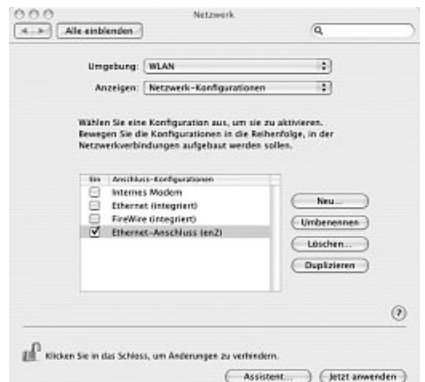 Netzwerk
Alle einblenden
Umgebung: WLAN
Anzeigen: Netzwerk-Konfigurationen
Wählen Sie eine Konfiguration aus, um sie zu aktivieren.
Bewegen Sie die Konfigurationen in die Reihenfolge, in der
Netzwerkverbindungen aufgebaut werden sollen.
Ein Anschluss-Konfigurationen
Internes Modem
Ethernet (integriert)
FireWire (integriert)
Ethernet-Anschluss (en2)
Neu...
Umbenennen
Löschen...
Duplizieren
?
Klicken Sie in das Schloss, um Änderungen zu verhindern.
Assistent... Jetzt anwenden